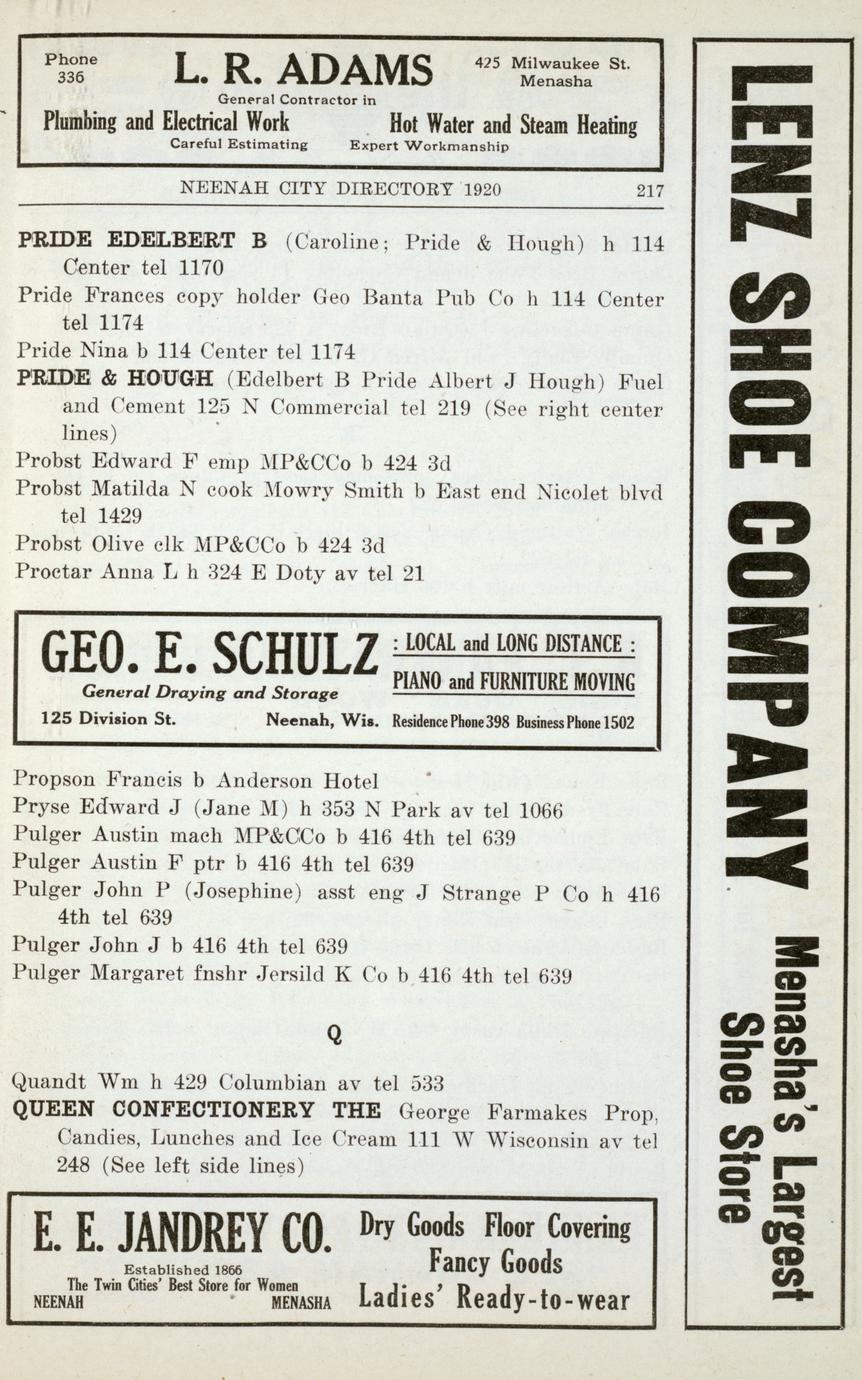 Phone
336
L. R. ADAMS
425 Milwaukee St.
Menasha
General Contractor in
Plumbing and Electrical Work Hot Water and Steam Heating
Careful Estimating Expert Workmanship
NEENAH CITY DIRECTORY 1920 217
PRIDE EDELBERT B (Caroline; Pride & Hough) h 114
Center tel 1170
Pride Frances copy holder Geo Banta Pub Co h 114 Center
tel 1174
Pride Nina b 114 Center tel 1174
PRIDE & HOUGH (Edelbert B Pride Albert J Hough) Fuel
and Cement 125 N Commercial tel 219 (See right center
lines)
Probst Edward F emp MP&CCo b 424 3d
Probst Matilda N cook Mowry Smith b East end Nicolet blvd
tel 1429
Probst Olive clk MP&CCo b 424 3d
Proctar Anna L h 324 E Doty av tel 21
GEO. E. SCHULZ
General Draying and Storage
125 Division St. Neenah, Wis.
: LOCAL and LONG DISTANCE :
PIANO and FURNITURE MOVING
Residence Phone 398 Business Phone 1502
Propson Francis b Anderson Hotel
Pryse Edward J (Jane M) h 353 N Park av tel 1066
Pulger Austin mach MP&CCo b 416 4th tel 639
Pulger Austin F ptr b 416 4th tel 639
Pulger John P (Josephine) asst eng J Strange P Co h 416
4th tel 639
Pulger John J b 416 4th tel 639
Pulger Margaret fnshr Jersild K Co b 416 4th tel 639
Q
Quandt Wm h 429 Columbian av tel 533
QUEEN CONFECTIONERY THE George Farmakes Prop,
Candies, Lunches and Ice Cream 111 W Wisconsin av tel
248 (See left side lines)
E. E. JANDREY CO.
Established 1866
The Twin Cities' Best Store for Women
NEENAH MENASHA
Dry Goods Floor Covering
Fancy Goods
Ladies' Ready-to-wear
LENZ SHOE COMPANY
Menasha's Largest
Shoe Store